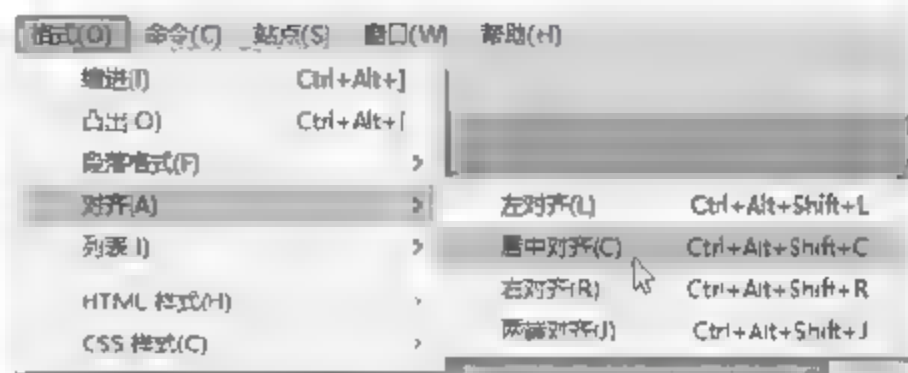 格式(O) 命令(C) 站点(S) 窗口(W) 帮助(H)
缩进(I) Ctrl+Alt+]
凸出(O) Ctrl+Alt+[
段落格式(F)
对齐(A)
左对齐(L) Ctrl+Alt+Shift+L
列表(I)
居中对齐(C) Ctrl+Alt+Shift+C
右对齐(R) Ctrl+Alt+Shift+R
HTML 样式(H)
两端对齐(J) Ctrl+Alt+Shift+J
CSS 样式(C)